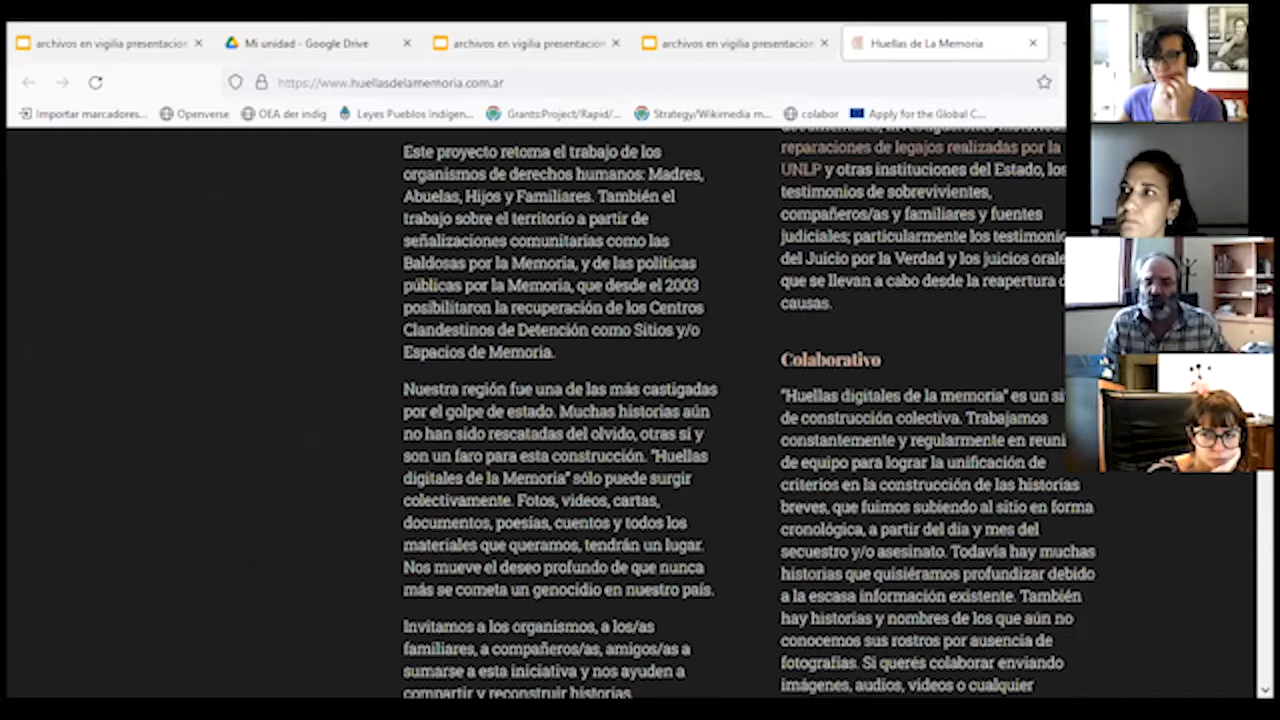 archivos en vigilia presentacion
Mi unidad - Google Drive
archivos en vigilia presentacion
archivos en vigilia presentacion
Huellas de La Memoria
https://www.huellasdelamemoria.com.ar
Importar marcadores...
Openverse
OEA der indig
Leyes Pueblos Indígen...
Grants:Project/Rapid/...
Strategy/Wikimedia m...
colabor
Apply for the Global C...
Este proyecto retoma el trabajo de los
organismos de derechos humanos: Madres,
Abuelas, Hijos y Familiares. También el
trabajo sobre el territorio a partir de
señalizaciones comunitarias como las
Baldosas por la Memoria, y de las políticas
públicas por la Memoria, que desde el 2003
posibilitaron la recuperación de los Centros
Clandestinos de Detención como Sitios y/o
Espacios de Memoria.
Nuestra región fue una de las más castigadas
por el golpe de estado. Muchas historias aún
no han sido rescatadas del olvido, otras sí y
son un faro para esta construcción. "Huellas
digitales de la Memoria" sólo puede surgir
colectivamente. Fotos, videos, cartas,
documentos, poesías, cuentos y todos los
materiales que queramos, tendrán un lugar.
Nos mueve el deseo profundo de que nunca
más se cometa un genocidio en nuestro país.
Invitamos a los organismos, a los/as
familiares, a compañeros/as, amigos/as a
sumarse a esta iniciativa y nos ayuden a
compartir y reconstruir historias
reparaciones de legajos realizadas por la
UNLP y otras instituciones del Estado, los
testimonios de sobrevivientes,
compañeros/as y familiares y fuentes
judiciales; particularmente los testimonio
del Juicio por la Verdad y los juicios orale
que se llevan a cabo desde la reapertura
causas.
Colaborativo
"Huellas digitales de la memoria" es un si
de construcción colectiva. Trabajamos
constantemente y regularmente en reuni
de equipo para lograr la unificación de
criterios en la construcción de las historias
breves, que fuimos subiendo al sitio en forma
cronológica, a partir del día y mes del
secuestro y/o asesinato. Todavía hay muchas
historias que quisiéramos profundizar debido
a la escasa información existente. También
hay historias y nombres de los que aún no
conocemos sus rostros por ausencia de
fotografías. Si querés colaborar enviando
imágenes, audios, videos o cualquier